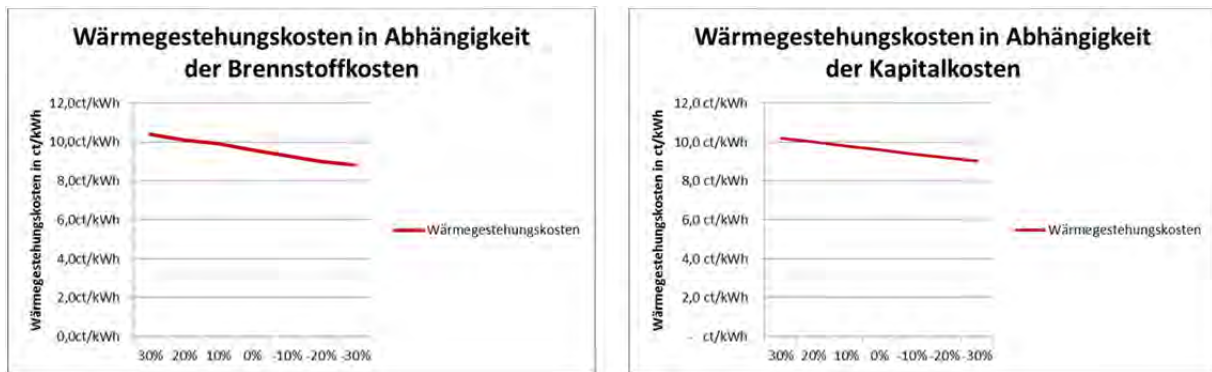 Wärmegestehungskosten in Abhängigkeit
der Brennstoffkosten
Wärmegestehungskosten in ct/kWh
12,0ct/kWh
10,0ct/kWh
8,0ct/kWh
6,0ct/kWh
4,0ct/kWh
2,0ct/kWh
0,0ct/kWh
30% 20% 10% 0% -10% -20% -30%
Wärmegestehungskosten
Wärmegestehungskosten in Abhängigkeit
der Kapitalkosten
Wärmegestehungskosten in ct/kWh
12,0 ct/kWh
10,0 ct/kWh
8,0 ct/kWh
6,0 ct/kWh
4,0 ct/kWh
2,0 ct/kWh
- ct/kWh
30% 20% 10% 0% -10% -20% -30%
Wärmegestehungskosten